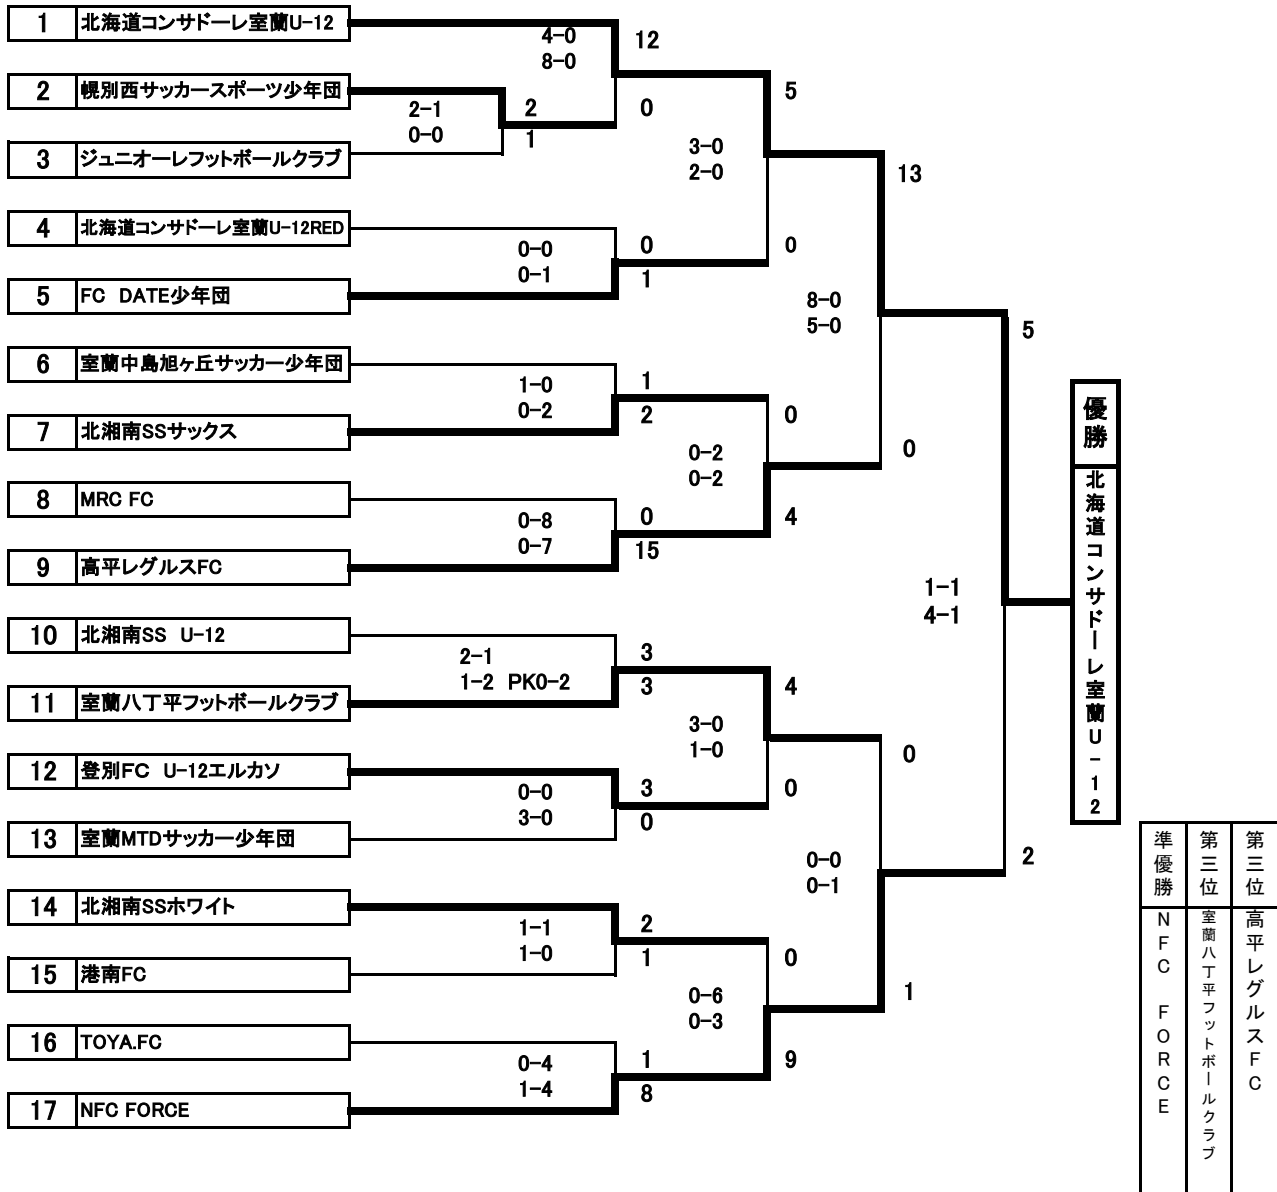 1 北海道コンサドーレ室蘭U-12
4-0
8-0
12
2 幌別西サッカースポーツ少年団
2-1
0-0
2
1
0
5
3 ジュニオーレフットボールクラブ
3-0
2-0
13
4 北海道コンサドーレ室蘭U-12RED
0-0
0-1
0
1
0
5 FC DATE少年団
8-0
5-0
5
6 室蘭中島旭ヶ丘サッカー少年団
1-0
0-2
1
2
0
7 北湘南SSサックス
0-2
0-2
0
8 MRC FC
0-8
0-7
0
15
4
9 高平レグルスFC
1-1
4-1
10 北湘南SS U-12
2-1
1-2 PK0-2
3
3
4
11 室蘭八丁平フットボールクラブ
3-0
1-0
0
12 登別FC U-12エルカソ
0-0
3-0
3
0
0
13 室蘭MTDサッカー少年団
0-0
0-1
2
14 北湘南SSホワイト
1-1
1-0
2
1
0
15 港南FC
0-6
0-3
1
16 TOYA.FC
0-4
1-4
1
8
9
17 NFC FORCE
優勝
北海道コンサドーレ室蘭U-12
準優勝
NFC FORCE
第三位
室蘭八丁平フットボールクラブ
第三位
高平レグルスFC